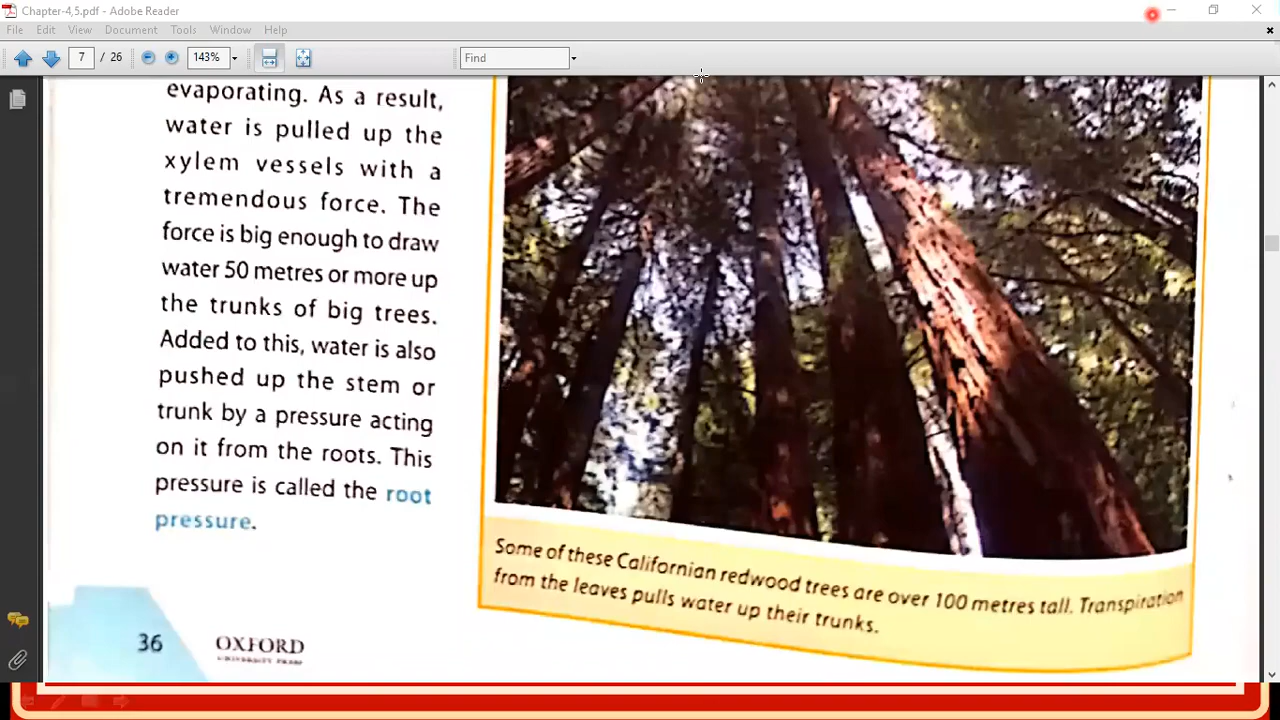 Chapter-4,5.pdf - Adobe Reader
File Edit View Document Tools Window Help
7 / 26 143% Find
evaporating. As a result,
water is pulled up the
xylem vessels with a
tremendous force. The
force is big enough to draw
water 50 metres or more up
the trunks of big trees.
Added to this, water is also
pushed up the stem or
trunk by a pressure acting
on it from the roots. This
pressure is called the root
pressure.
Some of these Californian redwood trees are over 100 metres tall. Transpiration
from the leaves pulls water up their trunks.
36 OXFORD
UNIVERSITY PRESS